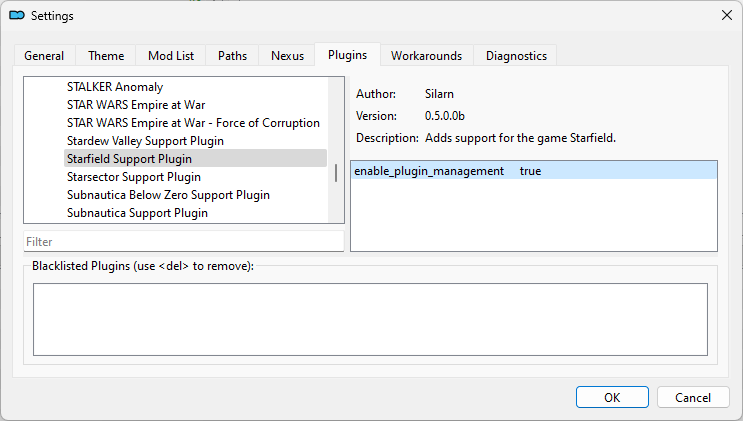 Settings
General Theme Mod List Paths Nexus Plugins Workarounds Diagnostics
STALKER Anomaly
STAR WARS Empire at War
STAR WARS Empire at War - Force of Corruption
Stardew Valley Support Plugin
Starfield Support Plugin
Starsector Support Plugin
Subnautica Below Zero Support Plugin
Subnautica Support Plugin
Filter
Author: Silarn
Version: 0.5.0.0b
Description: Adds support for the game Starfield.
enable_plugin_management true
Blacklisted Plugins (use <del> to remove):
OK Cancel